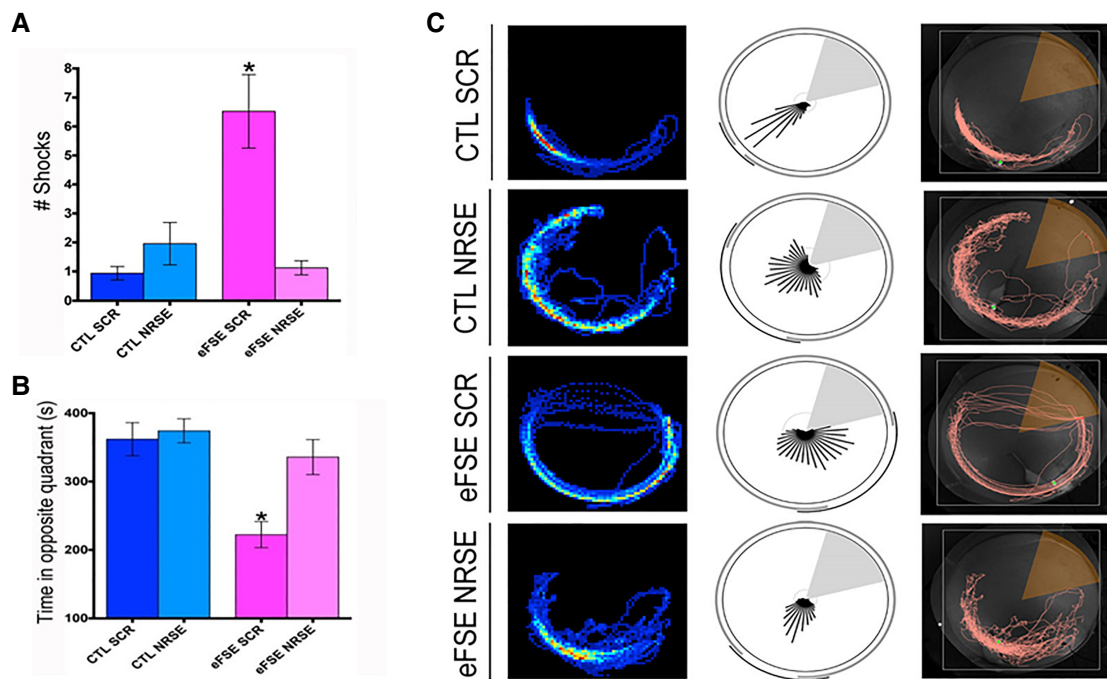 A
# Shocks
8
7
6
5
4
3
2
1
0
*
CTL SCR
CTL NRSE
eFSE SCR
eFSE NRSE
B
Time in opposite quadrant (s)
400
300
200
100
*
CTL SCR
CTL NRSE
eFSE SCR
eFSE NRSE
C
CTL SCR
CTL NRSE
eFSE SCR
eFSE NRSE